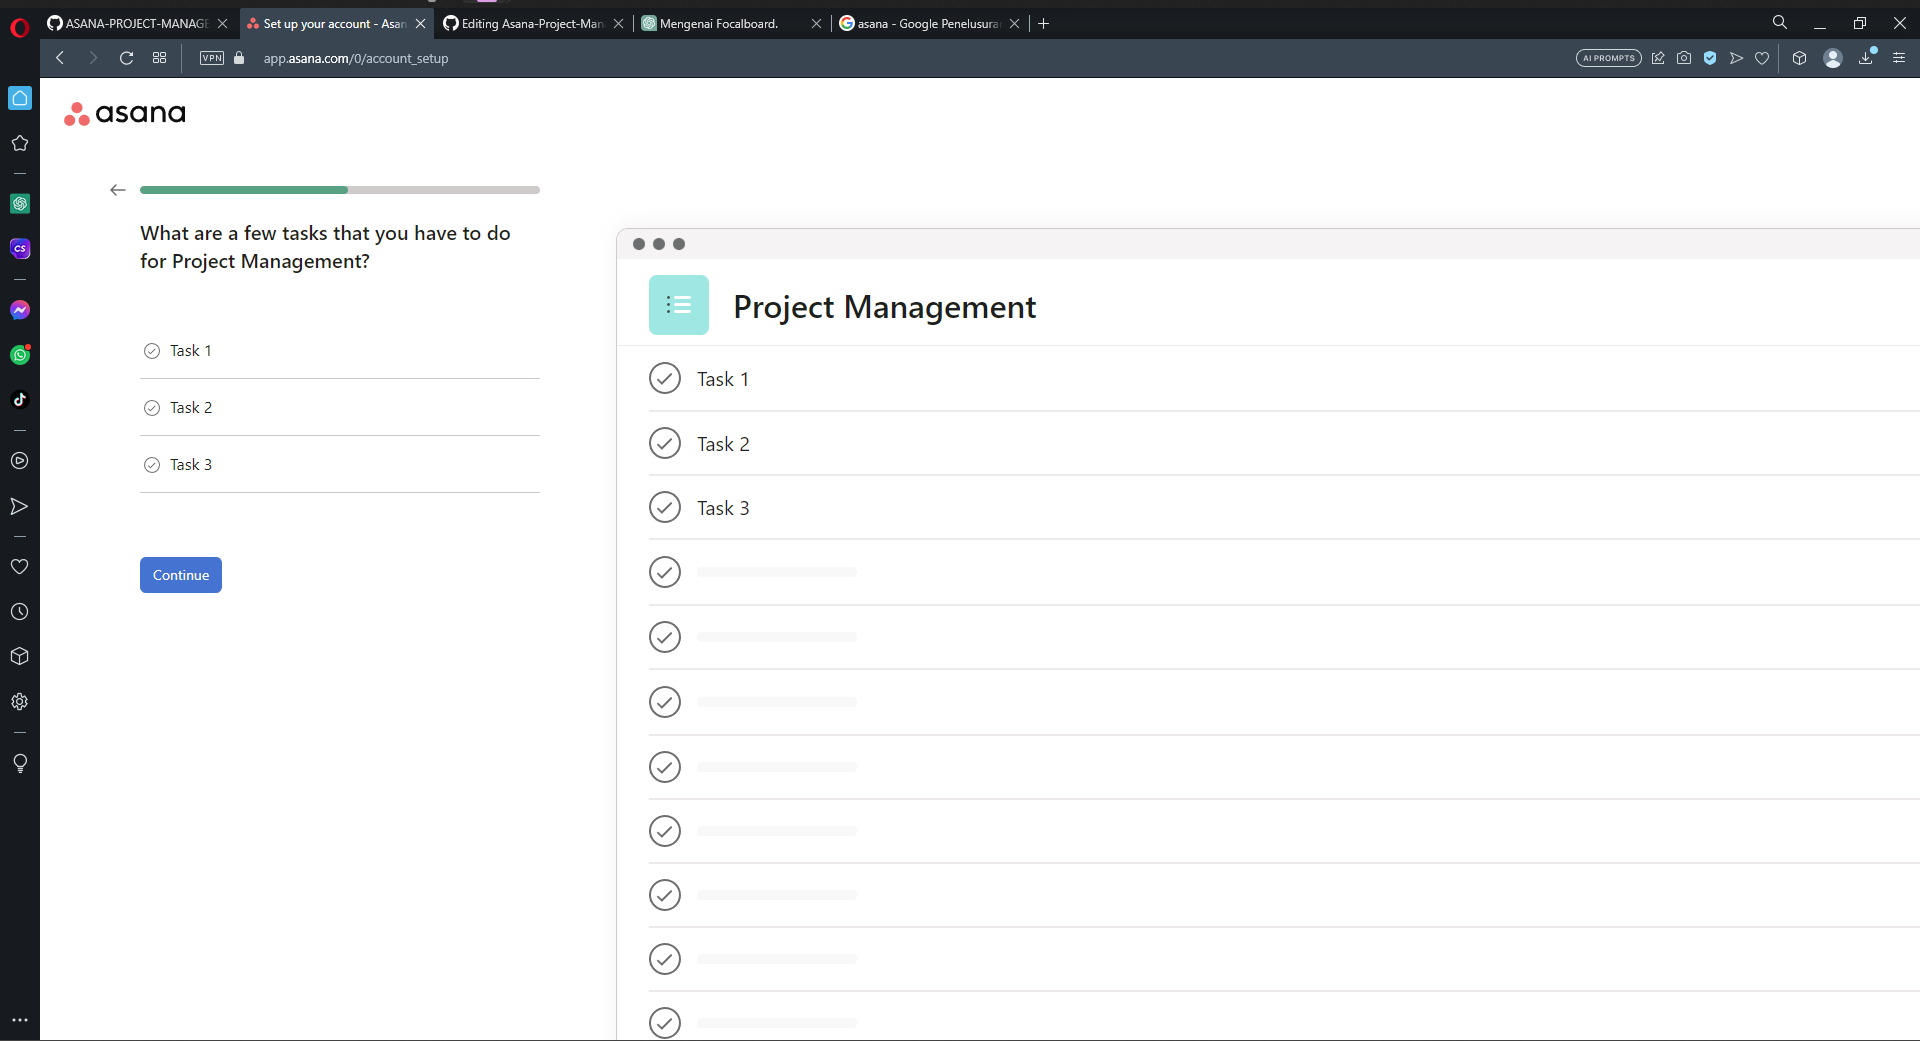 ASANA-PROJECT-MANAGE
Set up your account - Asan
Editing Asana-Project-Man
Mengenai Focalboard.
asana - Google Penelusura
VPN
app.asana.com/0/account_setup
AI PROMPTS
asana
CS
What are a few tasks that you have to do
for Project Management?
Task 1
Task 2
Task 3
Continue
Project Management
Task 1
Task 2
Task 3